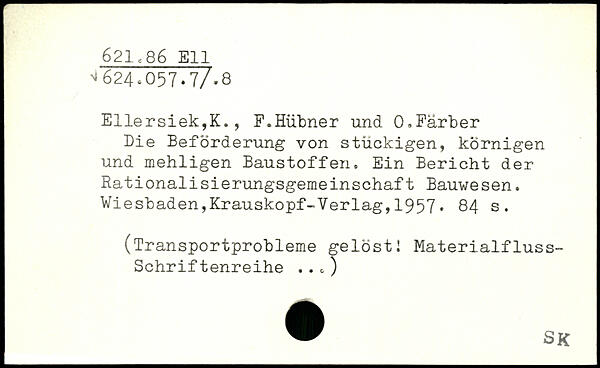 621.86 Ell
√624.057.7/.8
Ellersiek,K., F.Hübner und O.Färber
Die Beförderung von stückigen, körnigen
und mehligen Baustoffen. Ein Bericht der
Rationalisierungsgemeinschaft Bauwesen.
Wiesbaden,Krauskopf-Verlag,1957. 84 s.
(Transportprobleme gelöst! Materialfluss-
Schriftenreihe ...)
SK